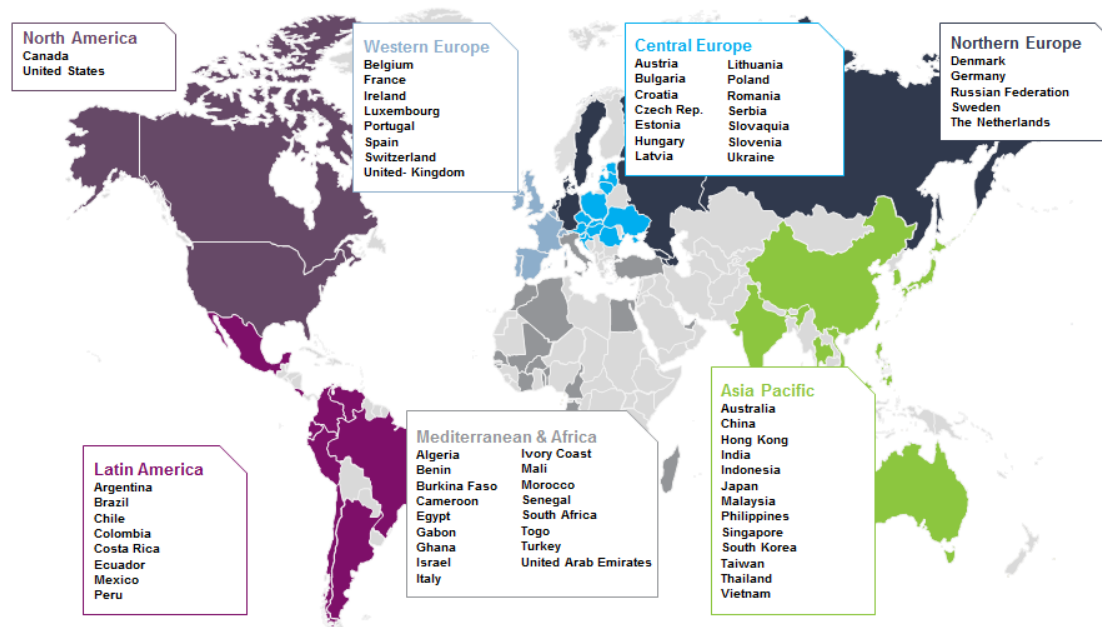 North America
Canada
United States
Western Europe
Belgium
France
Ireland
Luxembourg
Portugal
Spain
Switzerland
United- Kingdom
Central Europe
Austria
Bulgaria
Croatia
Czech Rep.
Estonia
Hungary
Latvia
Lithuania
Poland
Romania
Serbia
Slovaquia
Slovenia
Ukraine
Northern Europe
Denmark
Germany
Russian Federation
Sweden
The Netherlands
Latin America
Argentina
Brazil
Chile
Colombia
Costa Rica
Ecuador
Mexico
Peru
Mediterranean & Africa
Algeria
Benin
Burkina Faso
Cameroon
Egypt
Gabon
Ghana
Israel
Italy
Ivory Coast
Mali
Morocco
Senegal
South Africa
Togo
Turkey
United Arab Emirates
Asia Pacific
Australia
China
Hong Kong
India
Indonesia
Japan
Malaysia
Philippines
Singapore
South Korea
Taiwan
Thailand
Vietnam